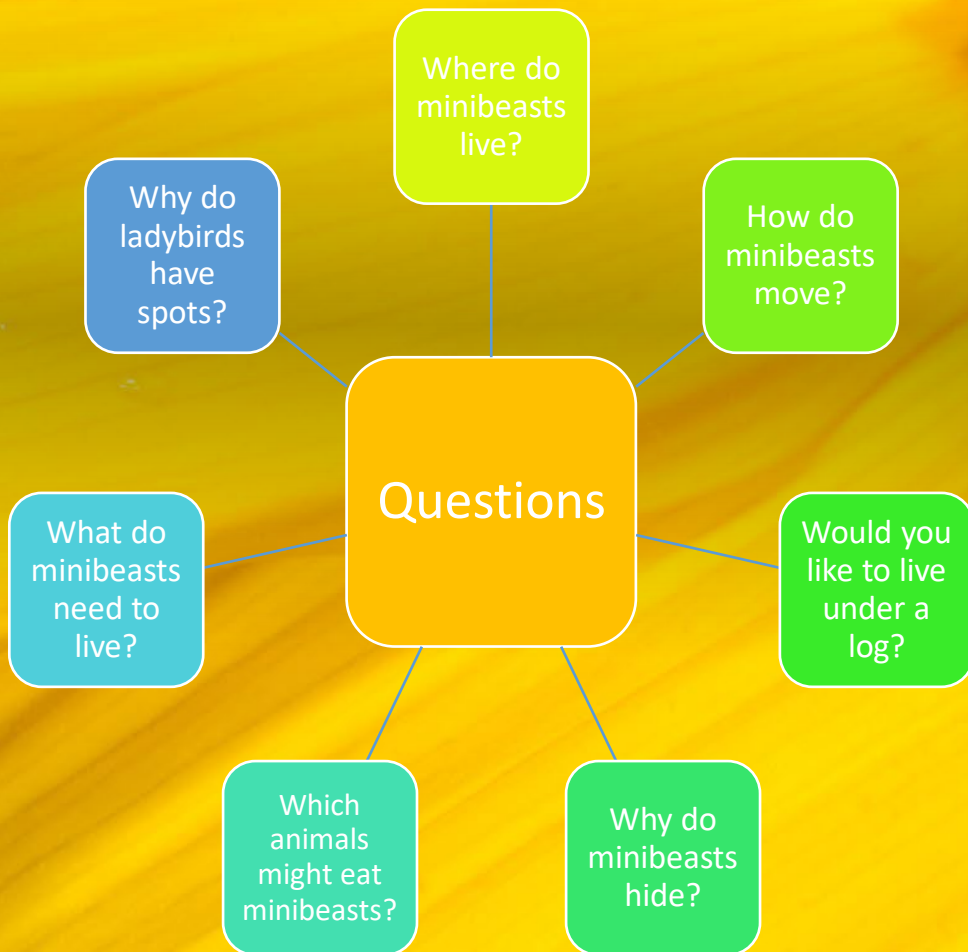 Where do
minibeasts
live?
How do
minibeasts
move?
Would you
like to live
under a
log?
Why do
minibeasts
hide?
Which
animals
might eat
minibeasts?
What do
minibeasts
need to
live?
Why do
ladybirds
have
spots?
Questions